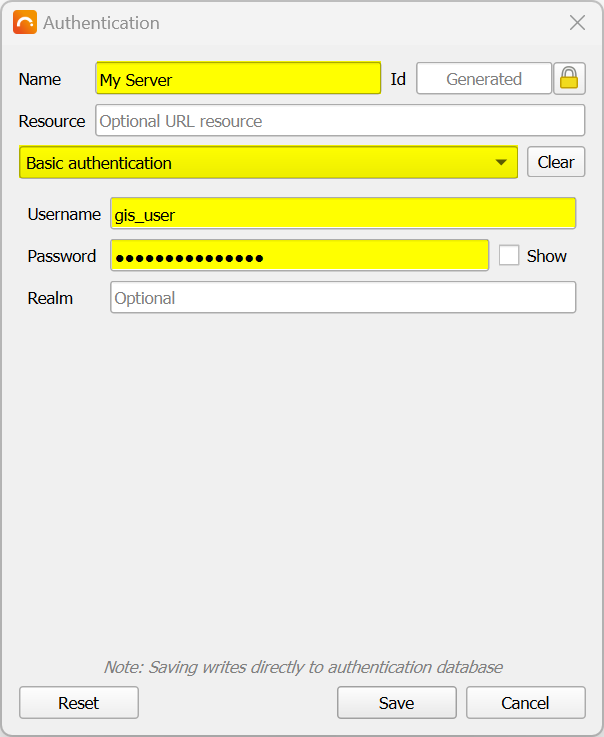 Authentication
Name My Server Id Generated
Resource Optional URL resource
Basic authentication Clear
Username gis_user
Password ●●●●●●●●●●●●●●● Show
Realm Optional
Note: Saving writes directly to authentication database
Reset Save Cancel